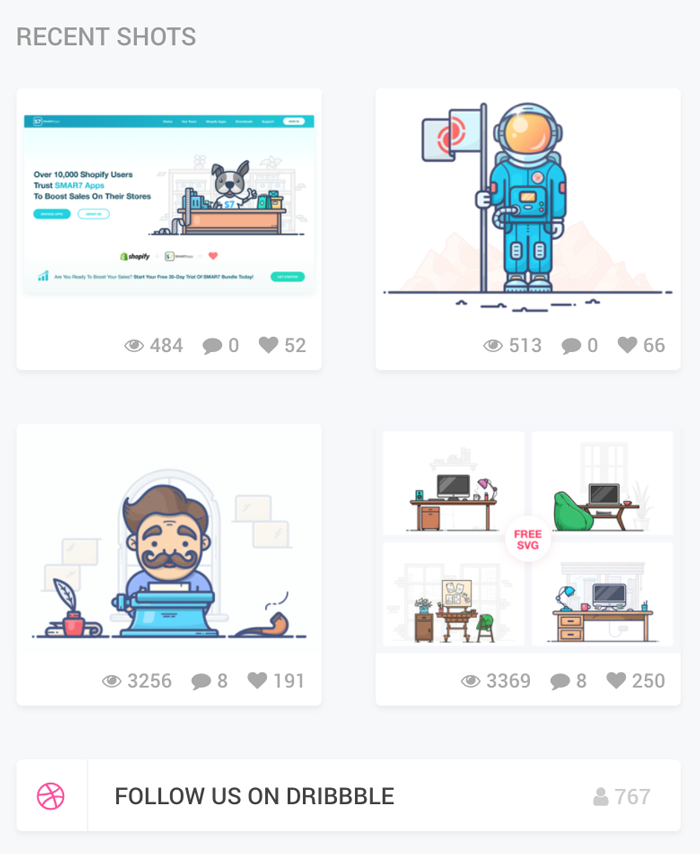 RECENT SHOTS
S7 SMAR7Apps
Home Our Team Shopify Apps Downloads Support
Over 10,000 Shopify Users
Trust SMAR7 Apps
To Boost Sales On Their Stores
S7
shopify
Are You Ready To Boost Your Sales? Start Your Free 30-Day Trial Of SMAR7 Bundle Today!
484 0 52
513 0 66
FREE
SVG
3256 8 191
3369 8 250
FOLLOW US ON DRIBBBLE 767